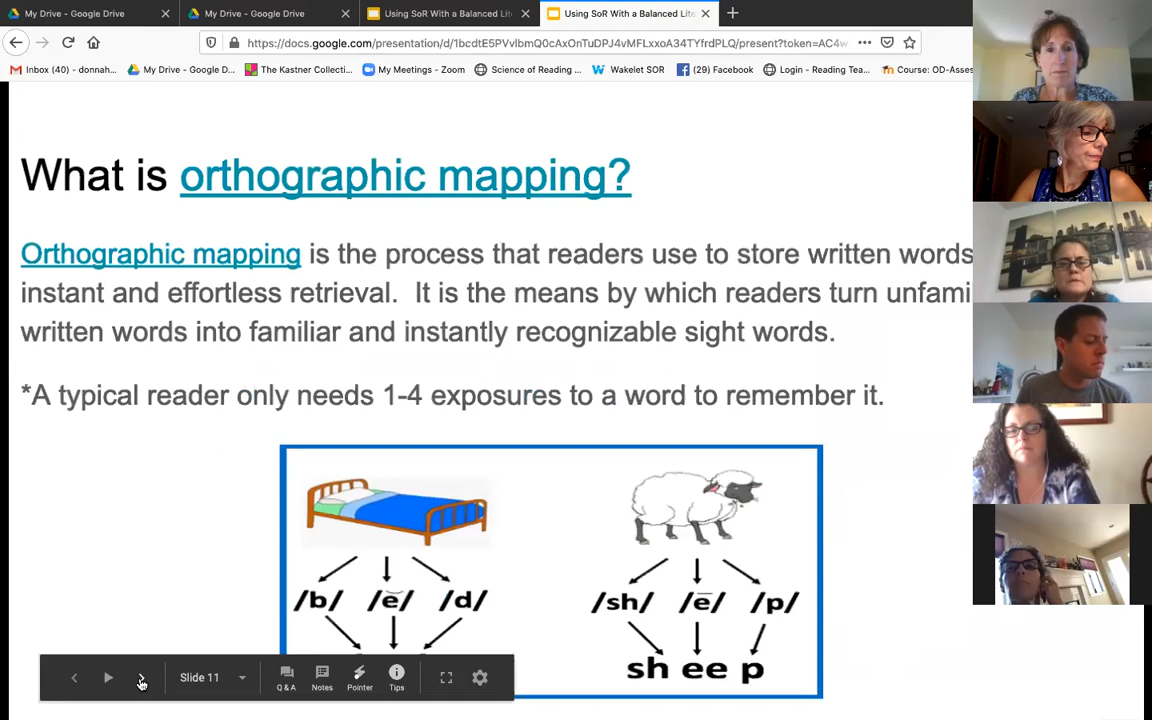 My Drive - Google Drive
My Drive - Google Drive
Using SoR With a Balanced Lit
Using SoR With a Balanced Lite
https://docs.google.com/presentation/d/
Inbox (40) - donnah…
My Drive - Google D…
The Kastner Collecti…
My Meetings - Zoom
Science of Reading …
Wakelet SOR
(29) Facebook
Login - Reading Tea…
Course: OD-Asses
What is orthographic mapping?
Orthographic mapping is the process that readers use to store written words
instant and effortless retrieval. It is the means by which readers turn unfami
written words into familiar and instantly recognizable sight words.
*A typical reader only needs 1-4 exposures to a word to remember it.
/b/ /ĕ/ /d/
/sh/ /ē/ /p/
sh ee p
Slide 11
Q & A
Notes
Pointer
Tips